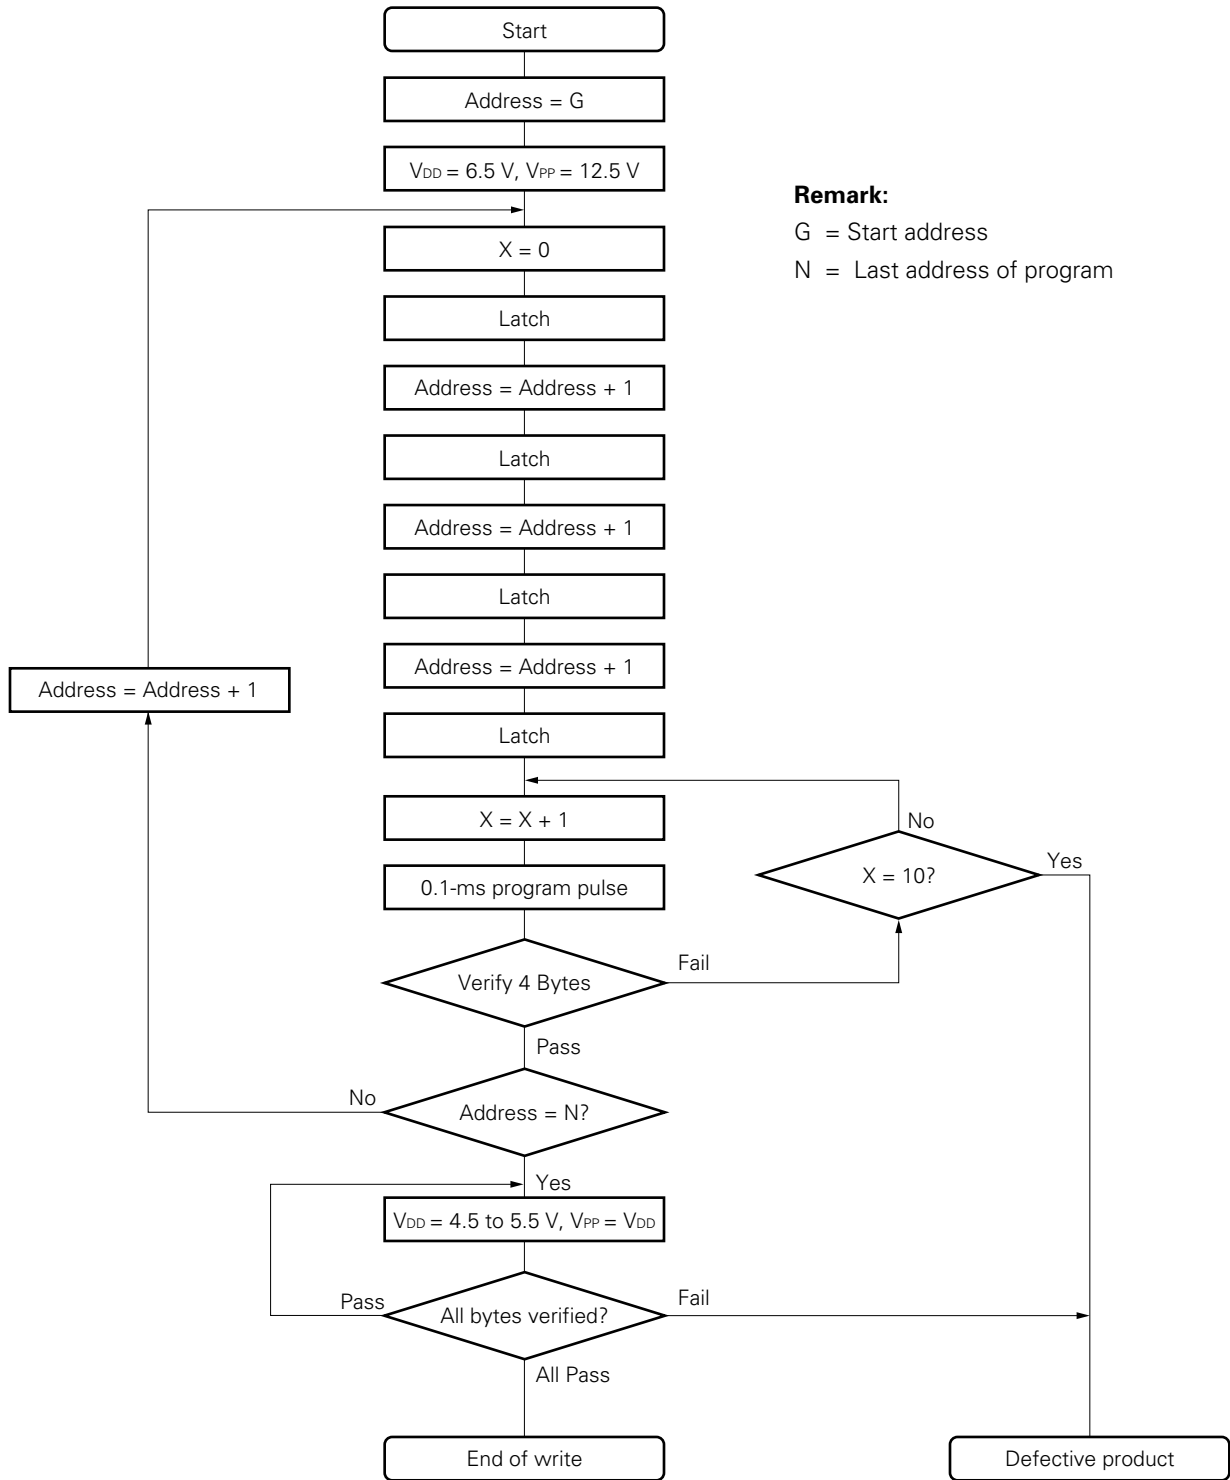 Start
Address = G
VDD = 6.5 V, VPP = 12.5 V
Remark:
G = Start address
N = Last address of program
X = 0
Latch
Address = Address + 1
Latch
Address = Address + 1
Latch
Address = Address + 1
Address = Address + 1
Latch
X = X + 1
No
X = 10?
Yes
0.1-ms program pulse
Verify 4 Bytes
Fail
Pass
No
Address = N?
Yes
VDD = 4.5 to 5.5 V, VPP = VDD
Pass
All bytes verified?
Fail
All Pass
End of write
Defective product